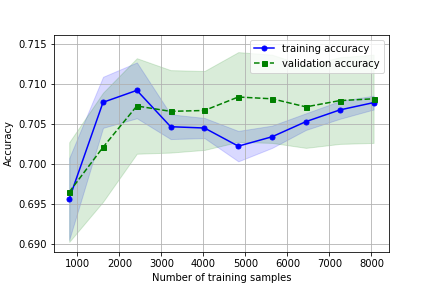 training accuracy
validation accuracy
0.715
0.710
0.705
0.700
0.695
0.690
Accuracy
1000 2000 3000 4000 5000 6000 7000 8000
Number of training samples